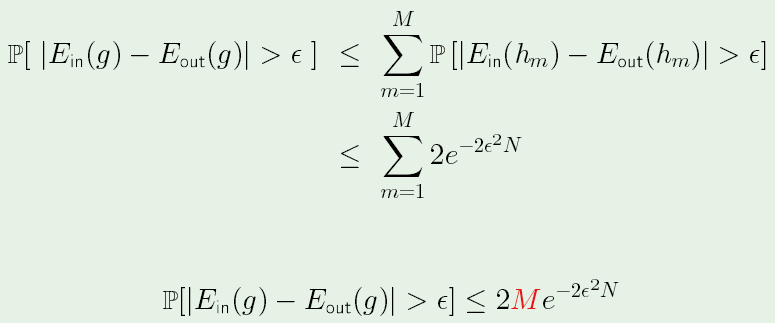 ℙ[ |E_in(g) − E_out(g)| > ϵ ] ≤ ∑_{m=1}^{M} ℙ [|E_in(h_m) − E_out(h_m)| > ϵ]
≤ ∑_{m=1}^{M} 2e^{−2ϵ²N}
ℙ[|E_in(g) − E_out(g)| > ϵ] ≤ 2Me^{−2ϵ²N}